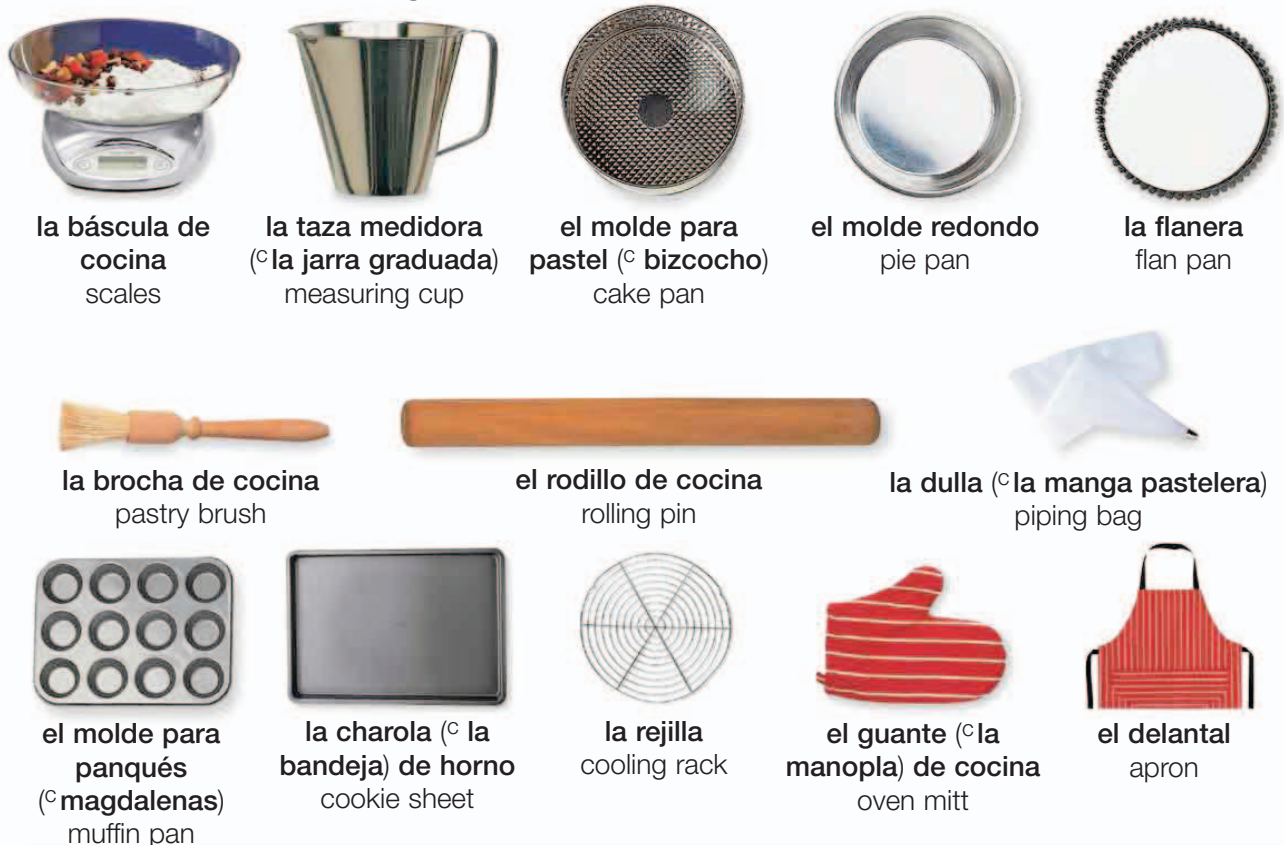 la báscula de
cocina
scales
la taza medidora
(ᶜ la jarra graduada)
measuring cup
el molde para
pastel (ᶜ bizcocho)
cake pan
el molde redondo
pie pan
la flanera
flan pan
la brocha de cocina
pastry brush
el rodillo de cocina
rolling pin
la dulla (ᶜ la manga pastelera)
piping bag
el molde para
panqués
(ᶜ magdalenas)
muffin pan
la charola (ᶜ la
bandeja) de horno
cookie sheet
la rejilla
cooling rack
el guante (ᶜ la
manopla) de cocina
oven mitt
el delantal
apron